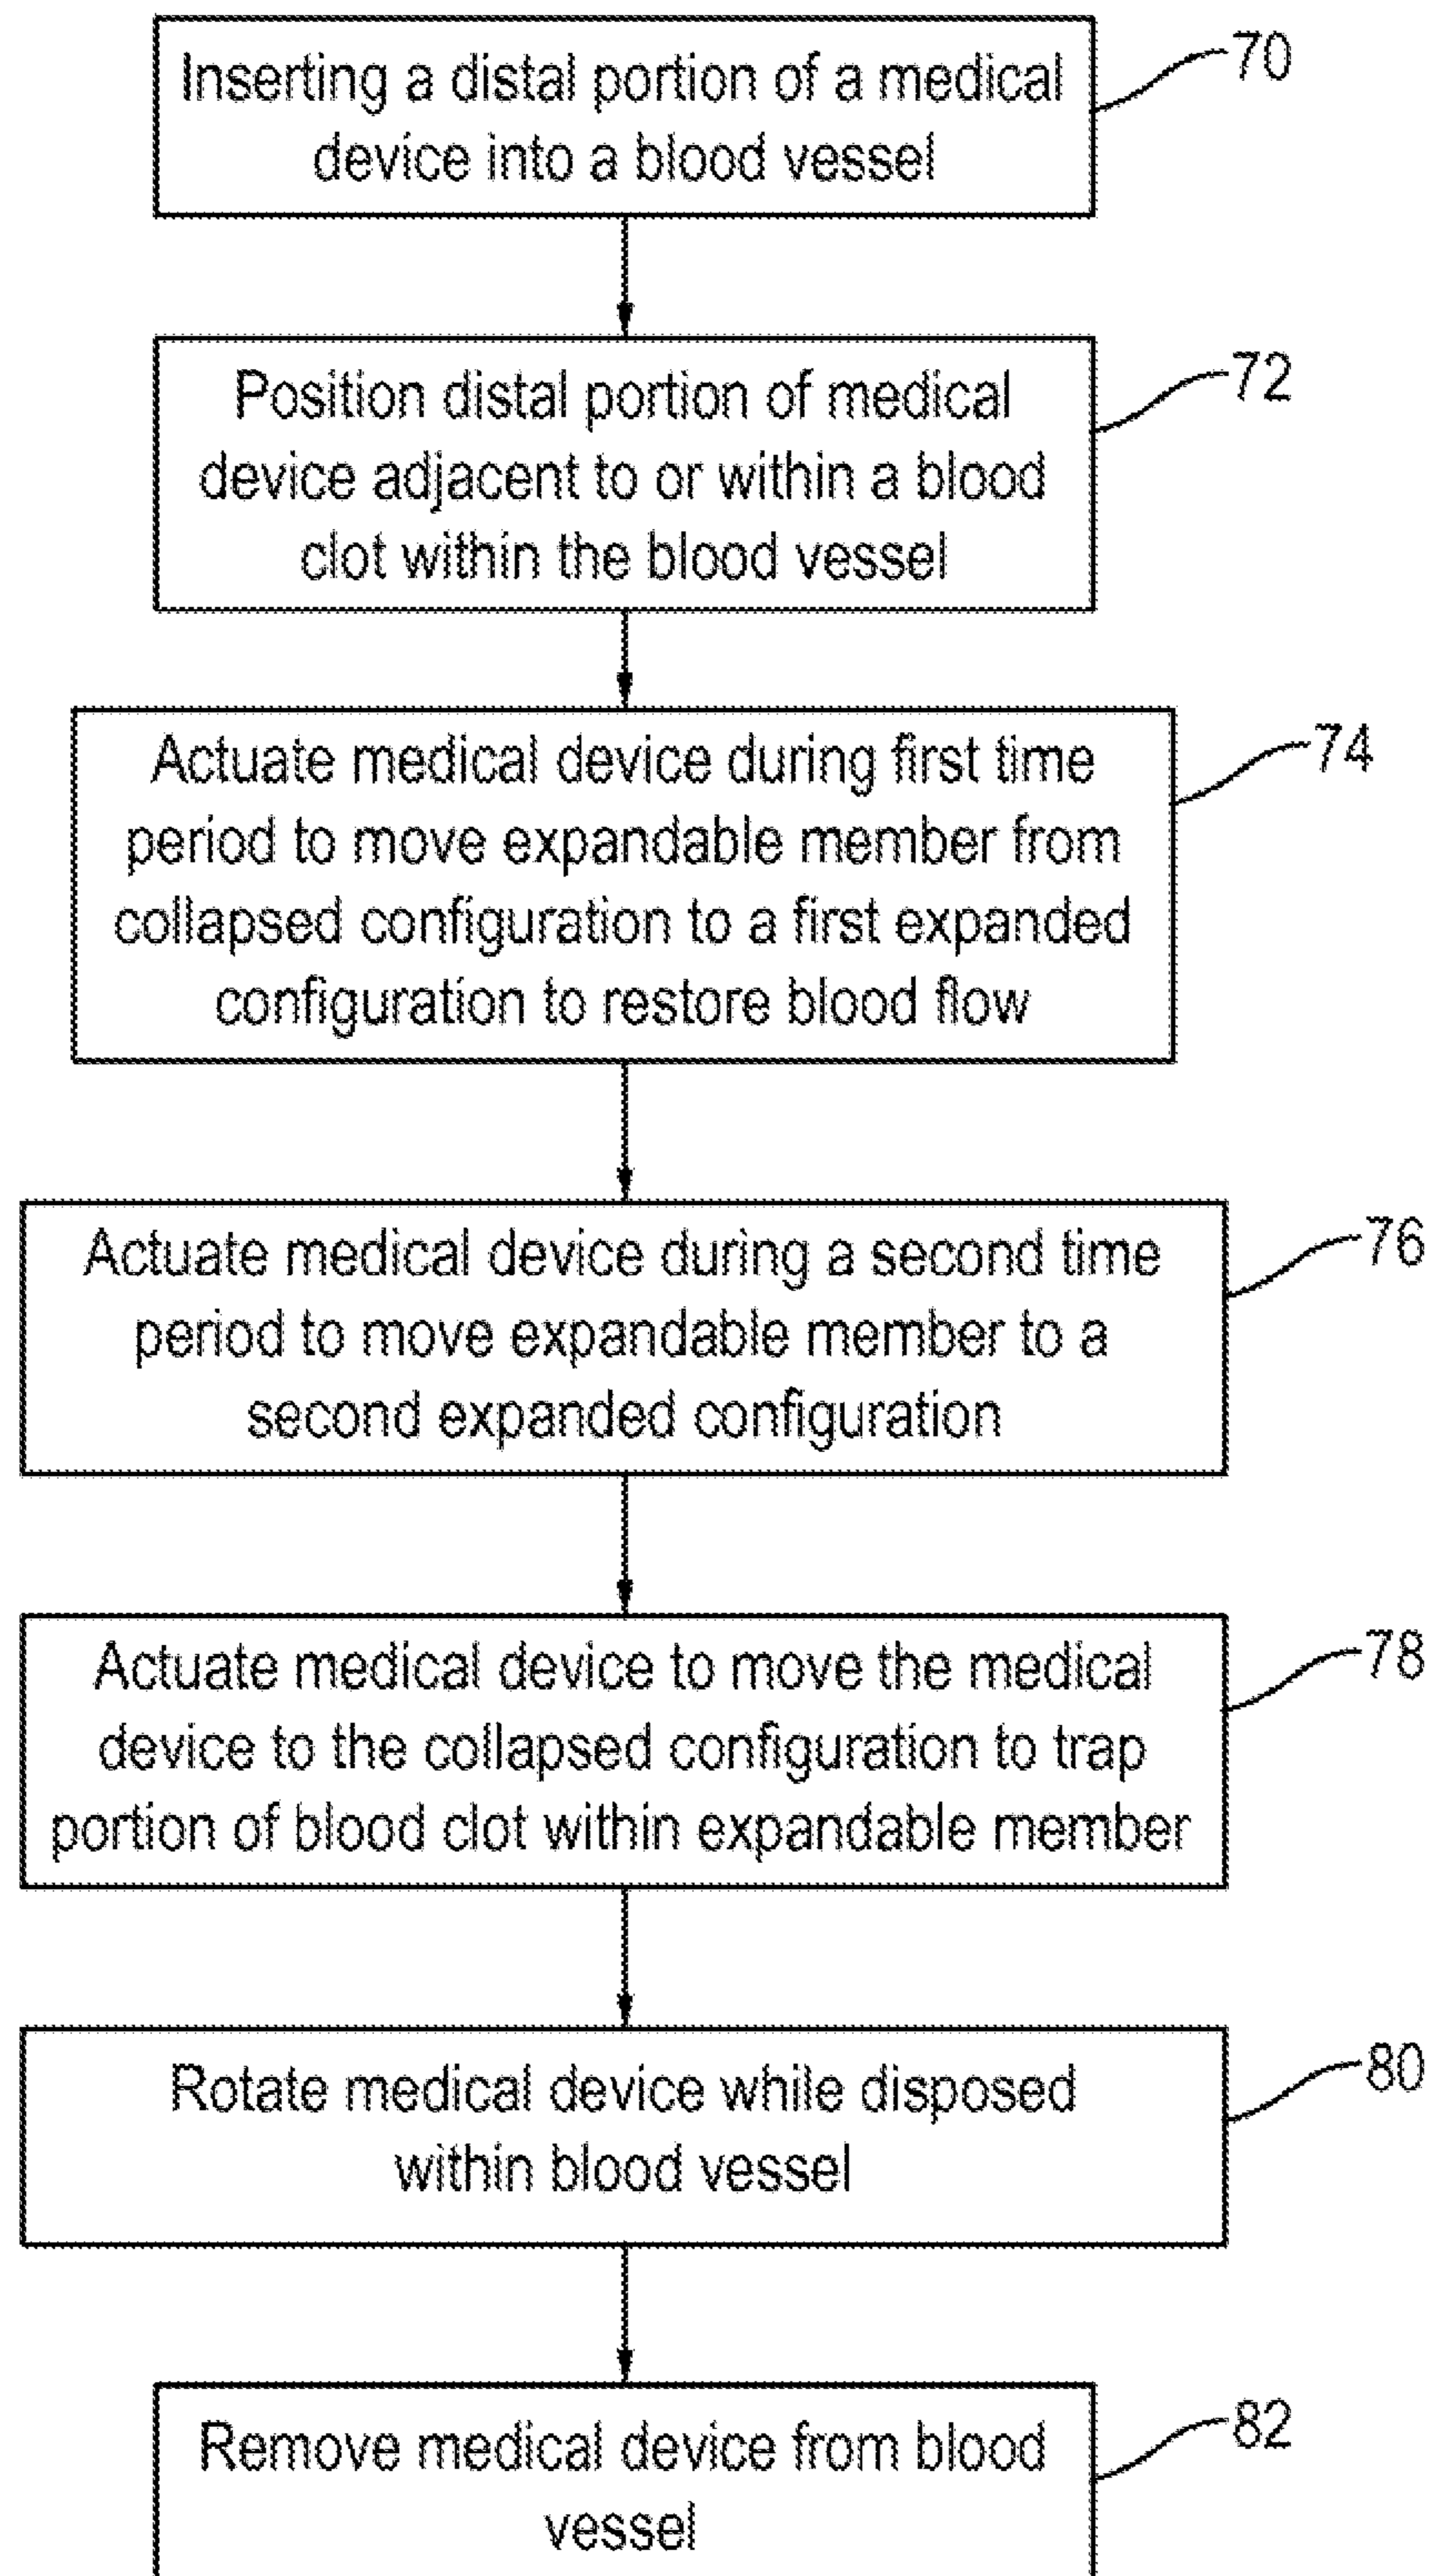 Inserting a distal portion of a medical
device into a blood vessel
70
Position distal portion of medical
device adjacent to or within a blood
clot within the blood vessel
72
Actuate medical device during first time
period to move expandable member from
collapsed configuration to a first expanded
configuration to restore blood flow
74
Actuate medical device during a second time
period to move expandable member to a
second expanded configuration
76
Actuate medical device to move the medical
device to the collapsed configuration to trap
portion of blood clot within expandable member
78
Rotate medical device while disposed
within blood vessel
80
Remove medical device from blood
vessel
82